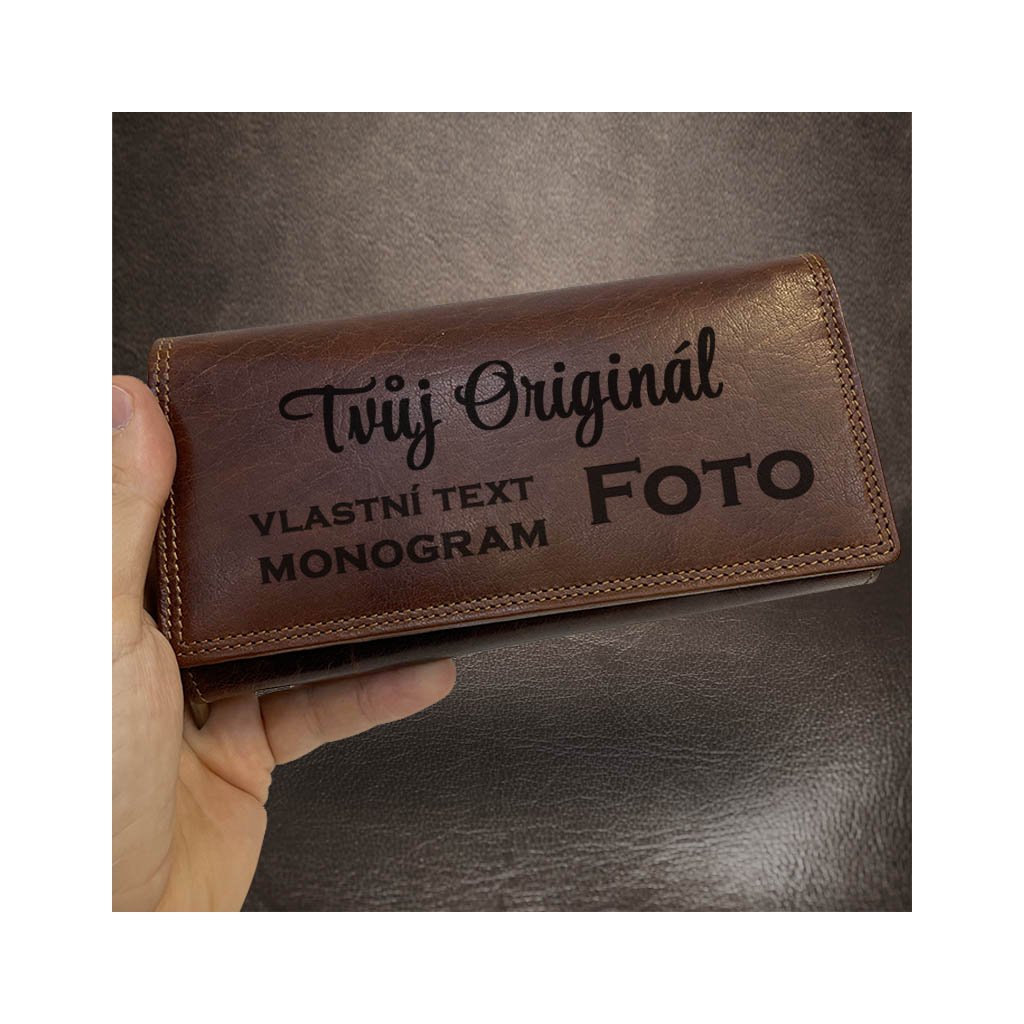 Tvůj Originál
VLASTNÍ TEXT
MONOGRAM
FOTO